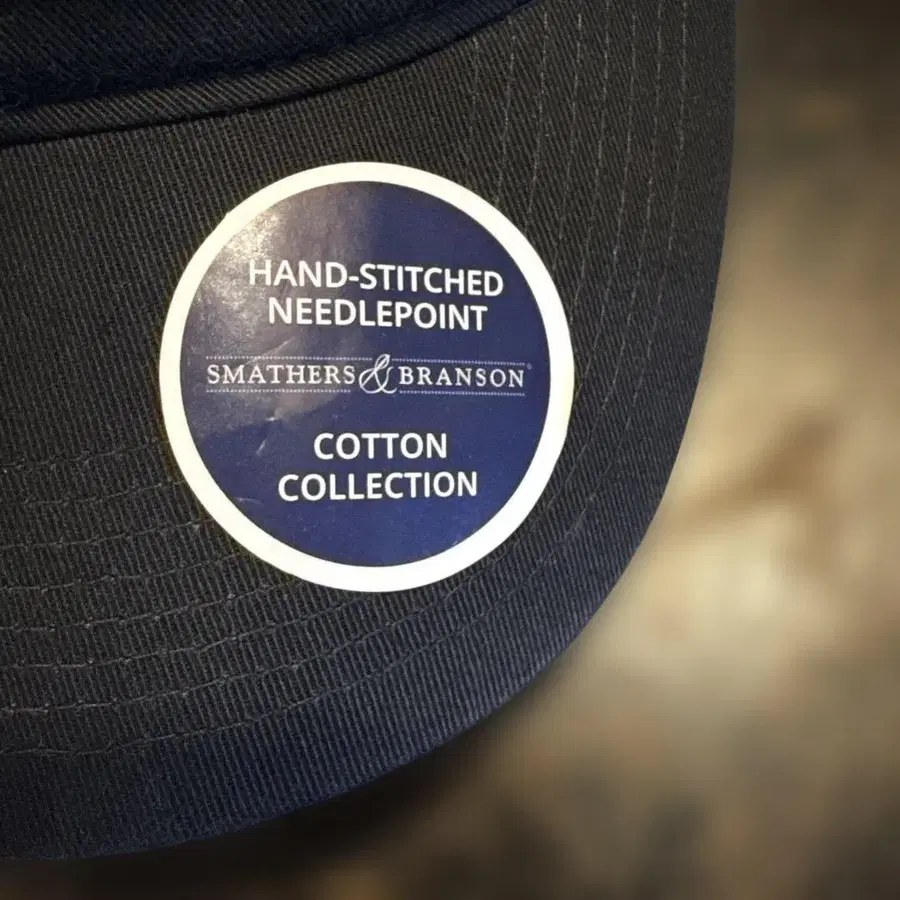 HAND-STITCHED
NEEDLEPOINT
SMATHERS & BRANSON®
COTTON
COLLECTION